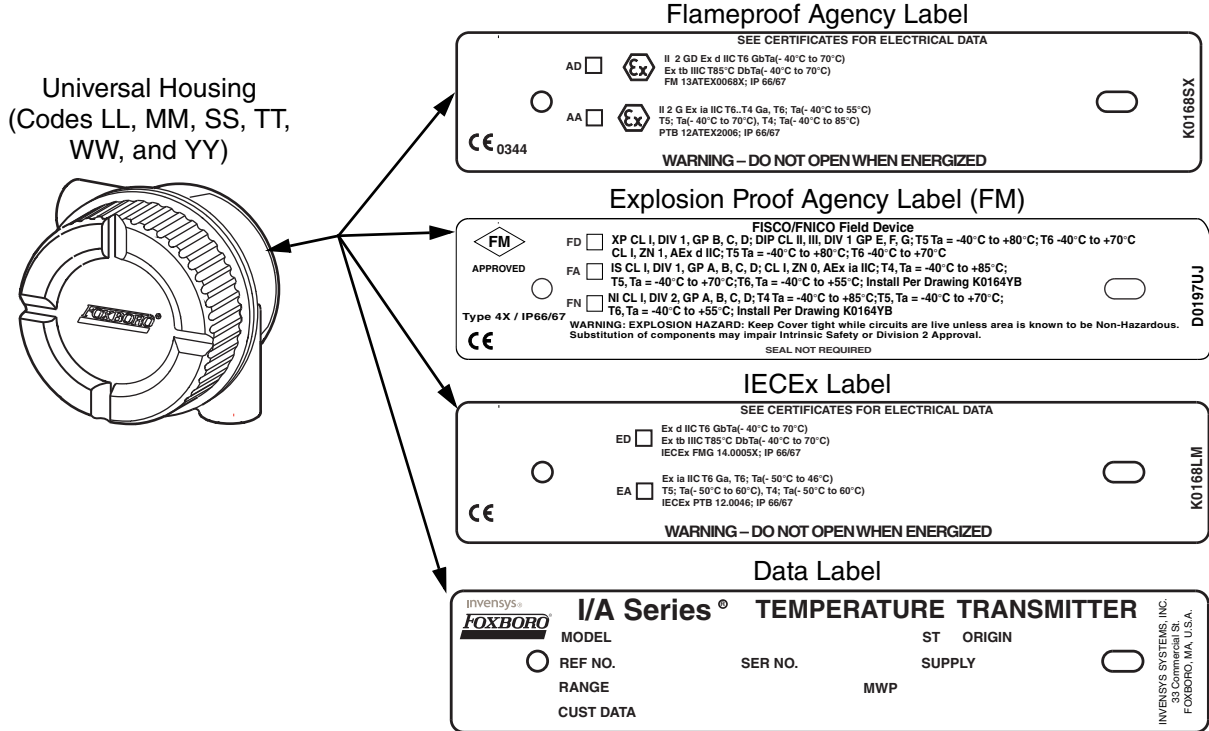 Universal Housing
(Codes LL, MM, SS, TT,
WW, and YY)
FOXBORO®
Flameproof Agency Label
SEE CERTIFICATES FOR ELECTRICAL DATA
AD
Ex
II 2 GD Ex d IIC T6 GbTa(- 40°C to 70°C)
Ex tb IIIC T85°C DbTa(- 40°C to 70°C)
FM 13ATEX0068X; IP 66/67
AA
Ex
II 2 G Ex ia IIC T6..T4 Ga, T6; Ta(- 40°C to 55°C)
T5; Ta(- 40°C to 70°C), T4; Ta(- 40°C to 85°C)
PTB 12ATEX2006; IP 66/67
CE 0344
WARNING – DO NOT OPEN WHEN ENERGIZED
K0168SX
Explosion Proof Agency Label (FM)
FISCO/FNICO Field Device
FM
APPROVED
Type 4X / IP66/67
CE
FD XP CL I, DIV 1, GP B, C, D; DIP CL II, III, DIV 1 GP E, F, G; T5 Ta = -40°C to +80°C; T6 -40°C to +70°C
CL I, ZN 1, AEx d IIC; T5 Ta = -40°C to +80°C; T6 -40°C to +70°C
FA IS CL I, DIV 1, GP A, B, C, D; CL I, ZN 0, AEx ia IIC; T4, Ta = -40°C to +85°C;
T5, Ta = -40°C to +70°C; T6, Ta = -40°C to +55°C; Install Per Drawing K0164YB
FN NI CL I, DIV 2, GP A, B, C, D; T4 Ta = -40°C to +85°C; T5, Ta = -40°C to +70°C;
T6, Ta = -40°C to +55°C; Install Per Drawing K0164YB
WARNING: EXPLOSION HAZARD: Keep Cover tight while circuits are live unless area is known to be Non-Hazardous.
Substitution of components may impair Intrinsic Safety or Division 2 Approval.
SEAL NOT REQUIRED
D0197UJ
IECEx Label
SEE CERTIFICATES FOR ELECTRICAL DATA
ED
Ex d IIC T6 GbTa(- 40°C to 70°C)
Ex tb IIIC T85°C DbTa(- 40°C to 70°C)
IECEx FMG 14.0005X; IP 66/67
EA
Ex ia IIC T6 Ga, T6; Ta(- 50°C to 46°C)
T5; Ta(- 50°C to 60°C), T4; Ta(- 50°C to 60°C)
IECEx PTB 12.0046; IP 66/67
CE
WARNING – DO NOT OPEN WHEN ENERGIZED
K0168LM
Data Label
invensys®
FOXBORO®
I/A Series® TEMPERATURE TRANSMITTER
MODEL ST ORIGIN
REF NO. SER NO. SUPPLY
RANGE MWP
CUST DATA
INVENSYS SYSTEMS, INC.
33 Commercial St.
FOXBORO, MA, U.S.A.